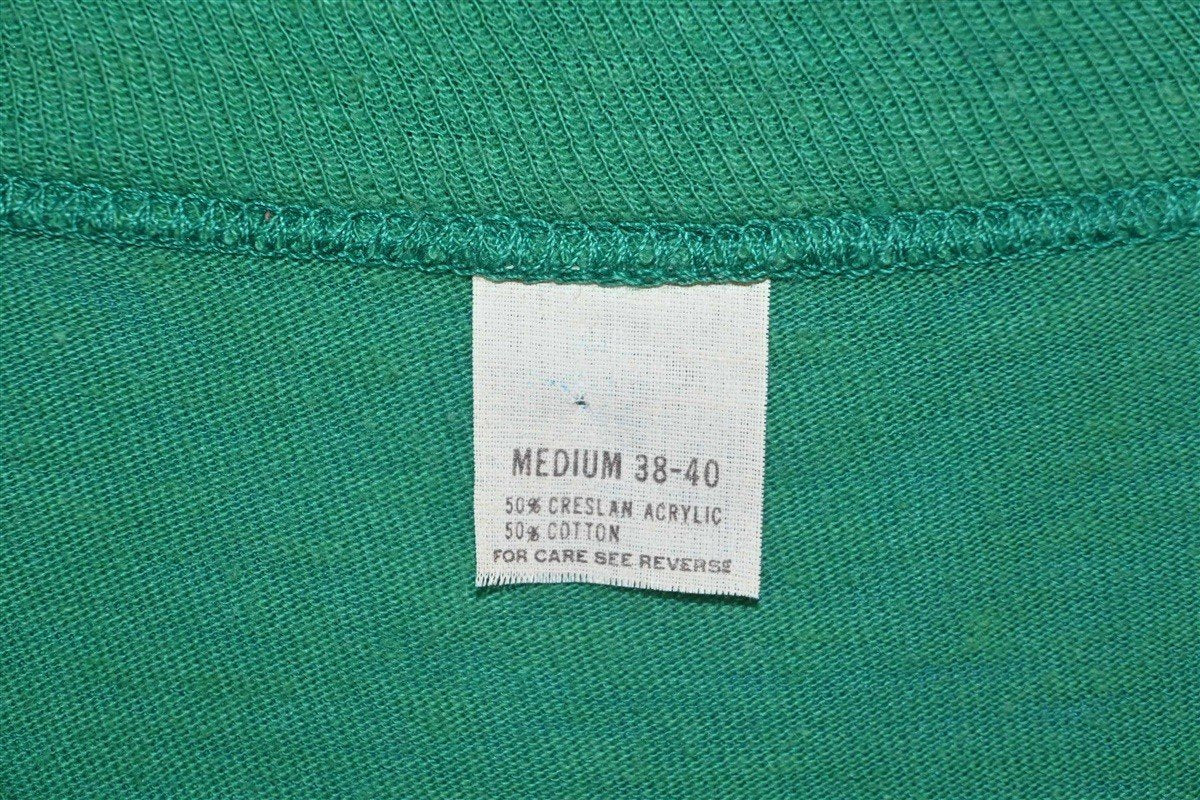 MEDIUM 38-40
50% CRESLAN ACRYLIC
50% COTTON
FOR CARE SEE REVERSE